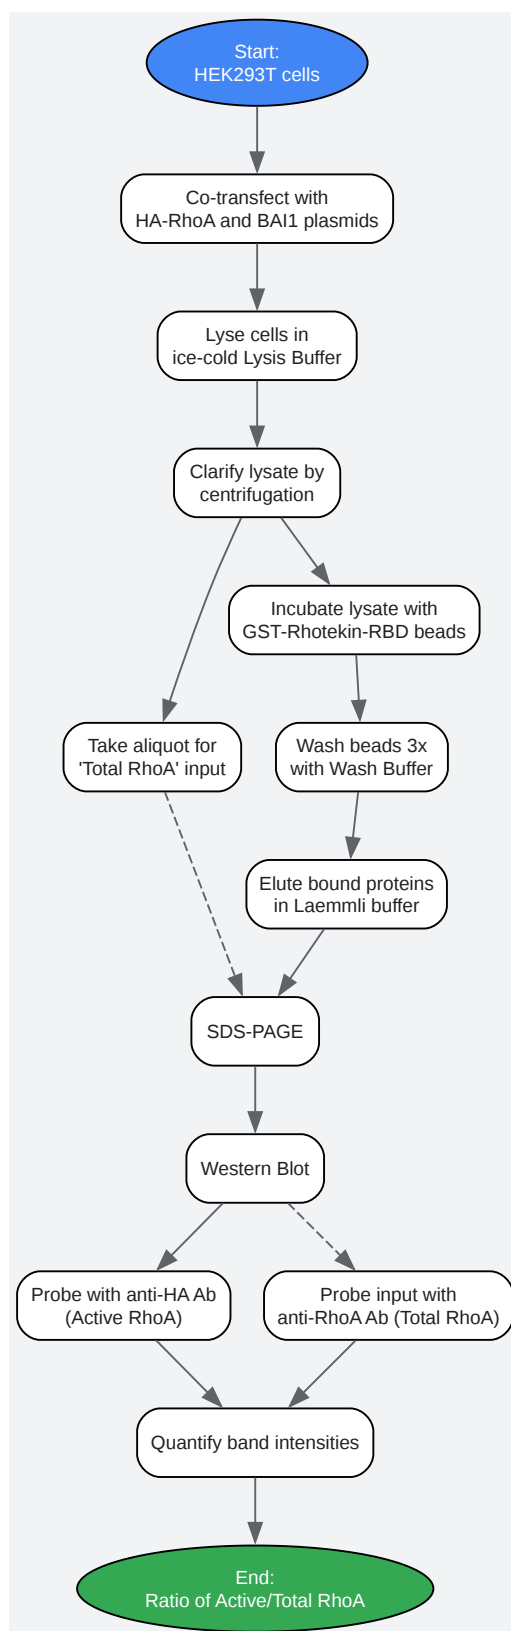 Start:
HEK293T cells
Co-transfect with
HA-RhoA and BAI1 plasmids
Lyse cells in
ice-cold Lysis Buffer
Clarify lysate by
centrifugation
Incubate lysate with
GST-Rhotekin-RBD beads
Take aliquot for
'Total RhoA' input
Wash beads 3x
with Wash Buffer
Elute bound proteins
in Laemmli buffer
SDS-PAGE
Western Blot
Probe with anti-HA Ab
(Active RhoA)
Probe input with
anti-RhoA Ab (Total RhoA)
Quantify band intensities
End:
Ratio of Active/Total RhoA